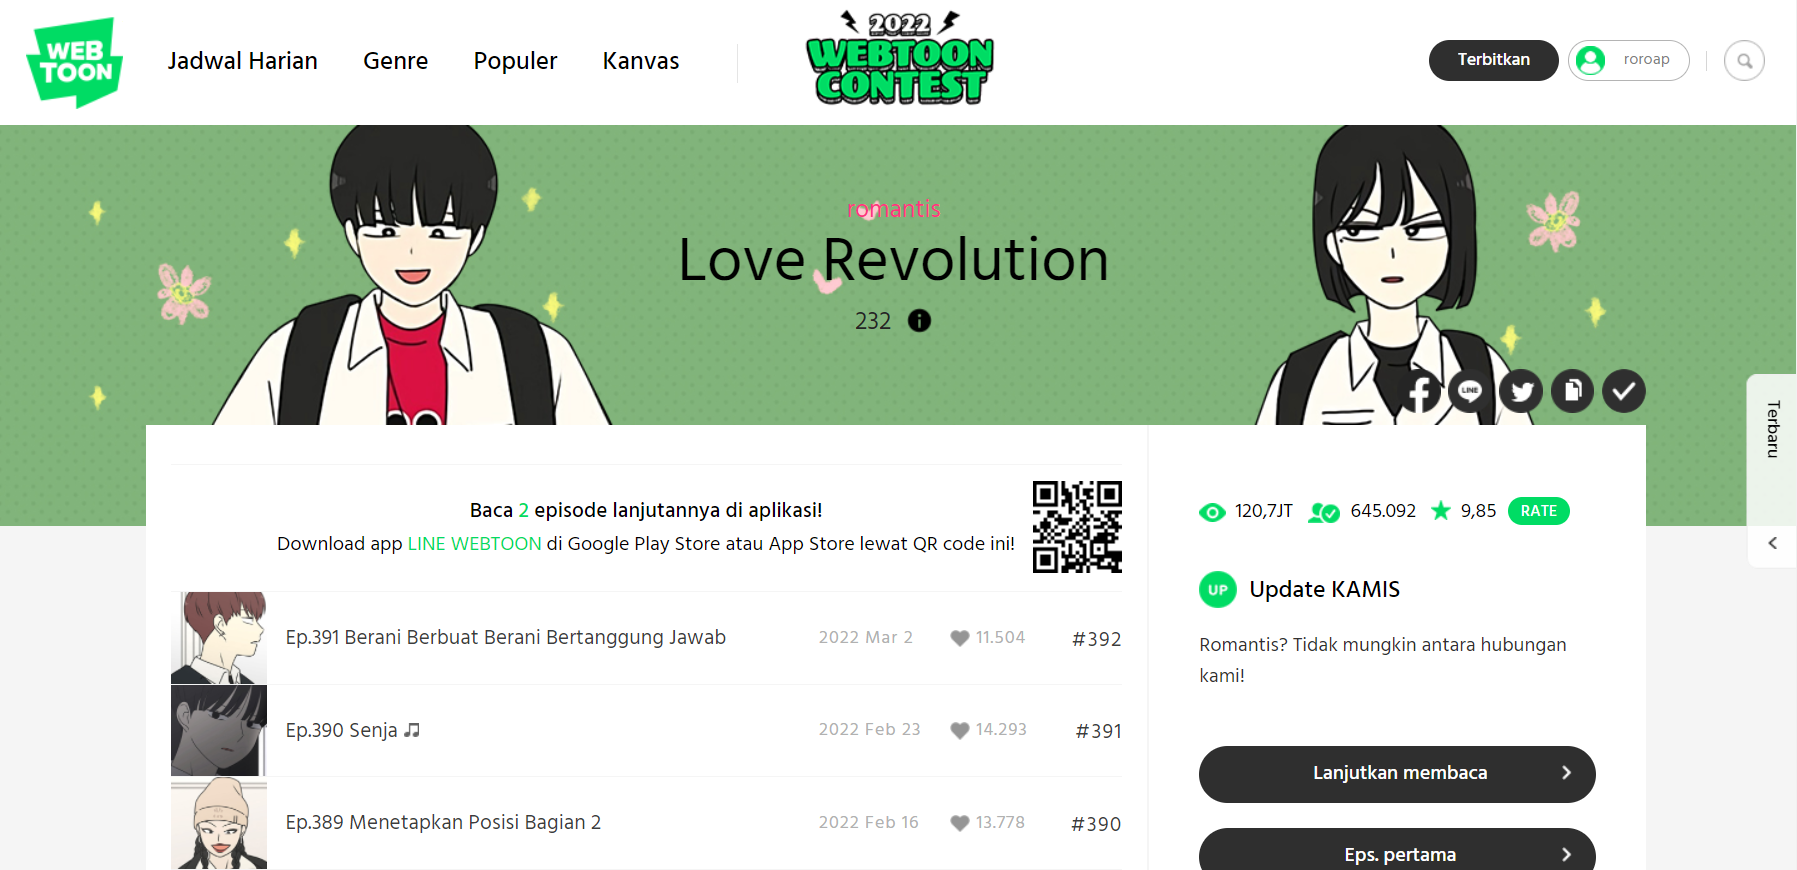 WEB
TOON
Jadwal Harian
Genre
Populer
Kanvas
2022
WEBTOON
CONTEST
Terbitkan
roroap
romantis
Love Revolution
232
LINE
Terbaru
Baca 2 episode lanjutannya di aplikasi!
Download app LINE WEBTOON di Google Play Store atau App Store lewat QR code ini!
Ep.391 Berani Berbuat Berani Bertanggung Jawab 2022 Mar 2 11.504 #392
Ep.390 Senja ♫ 2022 Feb 23 14.293 #391
Ep.389 Menetapkan Posisi Bagian 2 2022 Feb 16 13.778 #390
120,7JT 645.092 9,85 RATE
UP Update KAMIS
Romantis? Tidak mungkin antara hubungan
kami!
Lanjutkan membaca
Eps. pertama